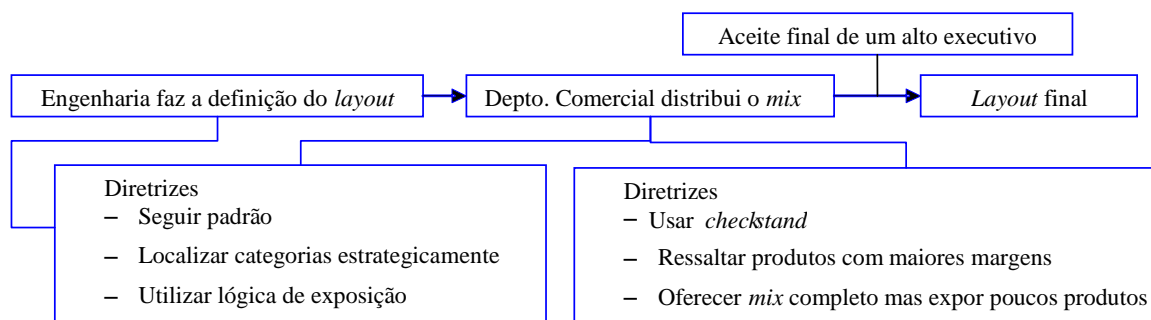 Aceite final de um alto executivo
Engenharia faz a definição do layout
Depto. Comercial distribui o mix
Layout final
Diretrizes
– Seguir padrão
– Localizar categorias estrategicamente
– Utilizar lógica de exposição
Diretrizes
– Usar checkstand
– Ressaltar produtos com maiores margens
– Oferecer mix completo mas expor poucos produtos